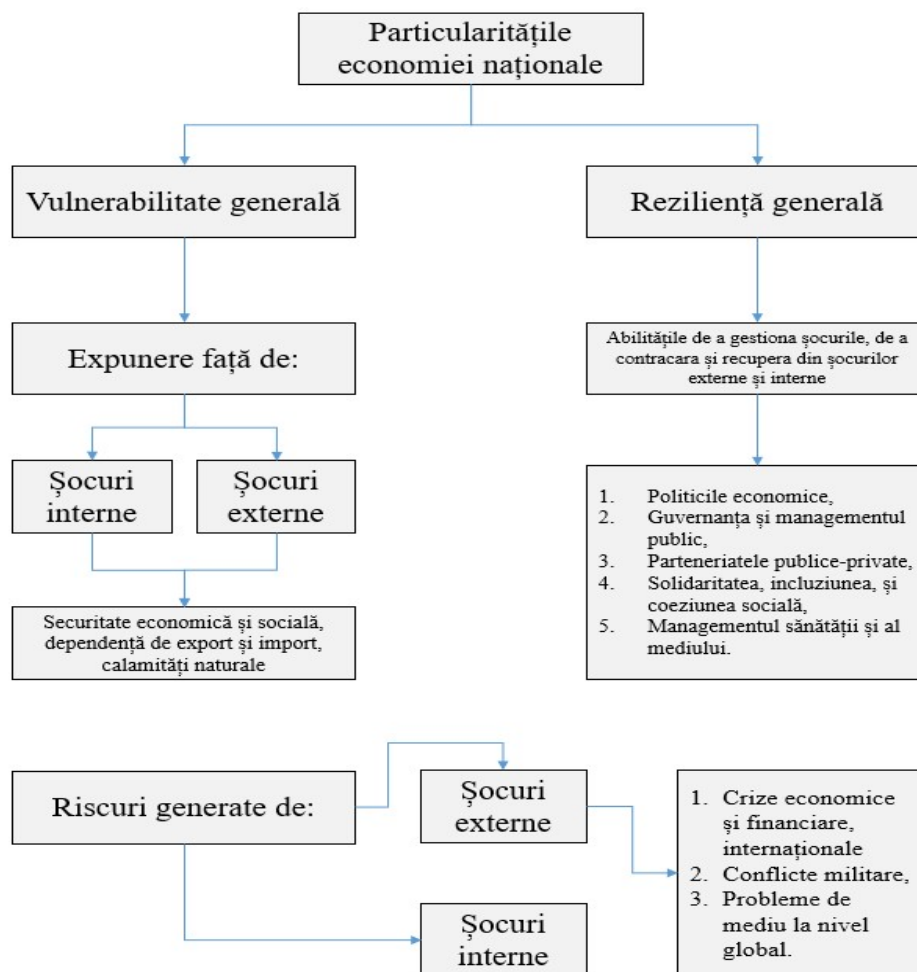 Particularitățile
economiei naționale
Vulnerabilitate generală
Reziliență generală
Expunere față de:
Abilitățile de a gestiona șocurile, de a
contracara și recupera din șocurilor
externe și interne
Șocuri
interne
Șocuri
externe
Securitate economică și socială,
dependență de export și import,
calamități naturale
1. Politicile economice,
2. Guvernanța și managementul
public,
3. Parteneriatele publice-private,
4. Solidaritatea, incluziunea, și
coeziunea socială,
5. Managementul sănătății și al
mediului.
Riscuri generate de:
Șocuri
externe
1. Crize economice
și financiare,
internaționale
2. Conflicte militare,
3. Probleme de
mediu la nivel
global.
Șocuri
interne